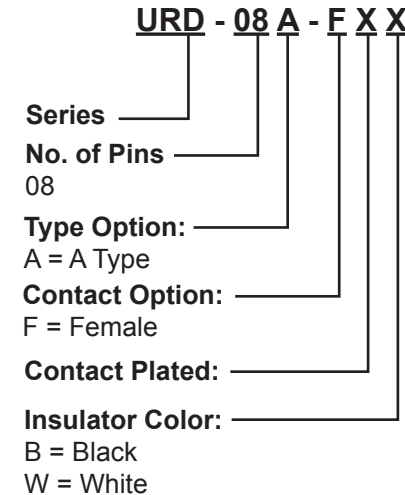 URD - 08 A - F X X
Series
No. of Pins
08
Type Option:
A = A Type
Contact Option:
F = Female
Contact Plated:
Insulator Color:
B = Black
W = White